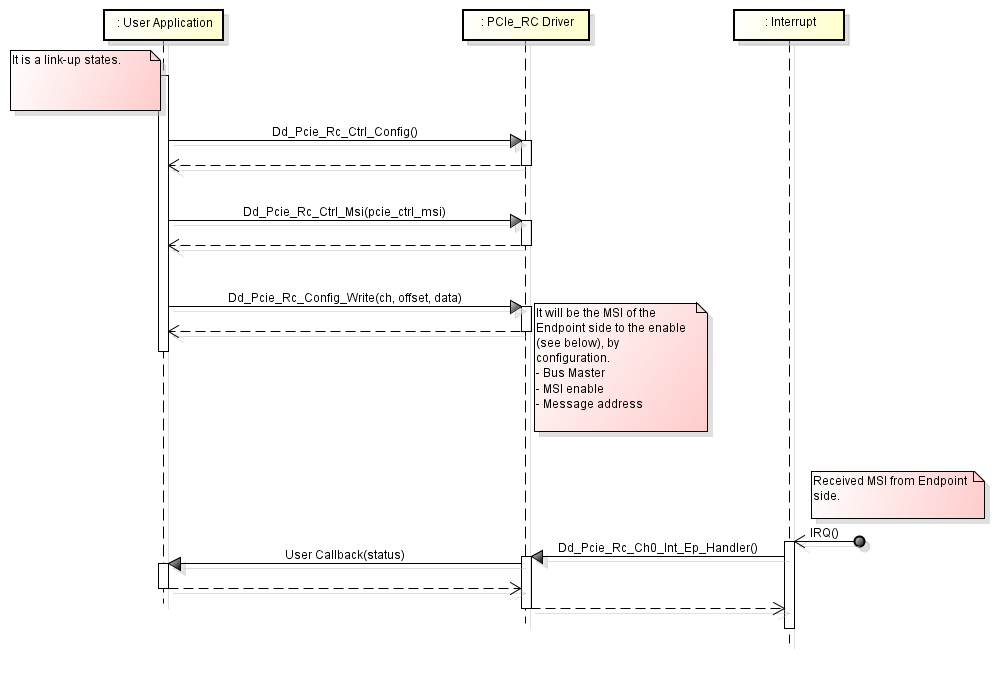 : User Application
: PCIe_RC Driver
: Interrupt
It is a link-up states.
Dd_Pcie_Rc_Ctrl_Config()
Dd_Pcie_Rc_Ctrl_Msi(pcie_ctrl_msi)
Dd_Pcie_Rc_Config_Write(ch, offset, data)
It will be the MSI of the
Endpoint side to the enable
(see below), by
configuration.
- Bus Master
- MSI enable
- Message address
Received MSI from Endpoint
side.
IRQ()
Dd_Pcie_Rc_Ch0_Int_Ep_Handler()
User Callback(status)